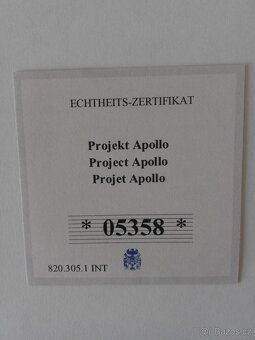 ECHTHEITS-ZERTIFIKAT
Projekt Apollo
Project Apollo
Projet Apollo
* 05358 *
820.305.1 INT